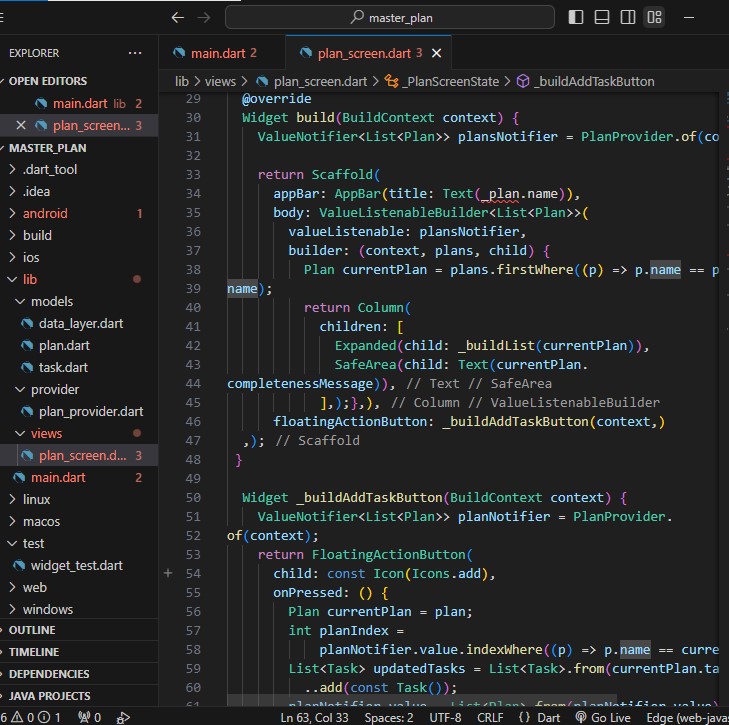 master_plan
EXPLORER
main.dart 2
plan_screen.dart 3
OPEN EDITORS
main.dart lib 2
plan_screen... 3
MASTER_PLAN
.dart_tool
.idea
android 1
build
ios
lib
models
data_layer.dart
plan.dart
task.dart
provider
plan_provider.dart
views
plan_screen.d... 3
main.dart 2
linux
macos
test
widget_test.dart
web
windows
OUTLINE
TIMELINE
DEPENDENCIES
JAVA PROJECTS
lib > views > plan_screen.dart > _PlanScreenState > _buildAddTaskButton
29 @override
30 Widget build(BuildContext context) {
31 ValueNotifier<List<Plan>> plansNotifier = PlanProvider.of(co
32
33 return Scaffold(
34 appBar: AppBar(title: Text(_plan.name)),
35 body: ValueListenableBuilder<List<Plan>>(
36 valueListenable: plansNotifier,
37 builder: (context, plans, child) {
38 Plan currentPlan = plans.firstWhere((p) => p.name == p
39 name);
40 return Column(
41 children: [
42 Expanded(child: _buildList(currentPlan)),
43 SafeArea(child: Text(currentPlan.
44 completenessMessage)), // Text // SafeArea
45 ],);},), // Column // ValueListenableBuilder
46 floatingActionButton: _buildAddTaskButton(context,)
47 ,); // Scaffold
48 }
49
50 Widget _buildAddTaskButton(BuildContext context) {
51 ValueNotifier<List<Plan>> planNotifier = PlanProvider.
52 of(context);
53 return FloatingActionButton(
54 child: const Icon(Icons.add),
55 onPressed: () {
56 Plan currentPlan = plan;
57 int planIndex =
58 planNotifier.value.indexWhere((p) => p.name == curre
59 List<Task> updatedTasks = List<Task>.from(currentPlan.ta
60 ..add(const Task());
61 planNotifier.value = List<Plan>.from(planNotifier.value)
6 0 1 0 Ln 63, Col 33 Spaces: 2 UTF-8 CRLF {} Dart Go Live Edge (web-javas